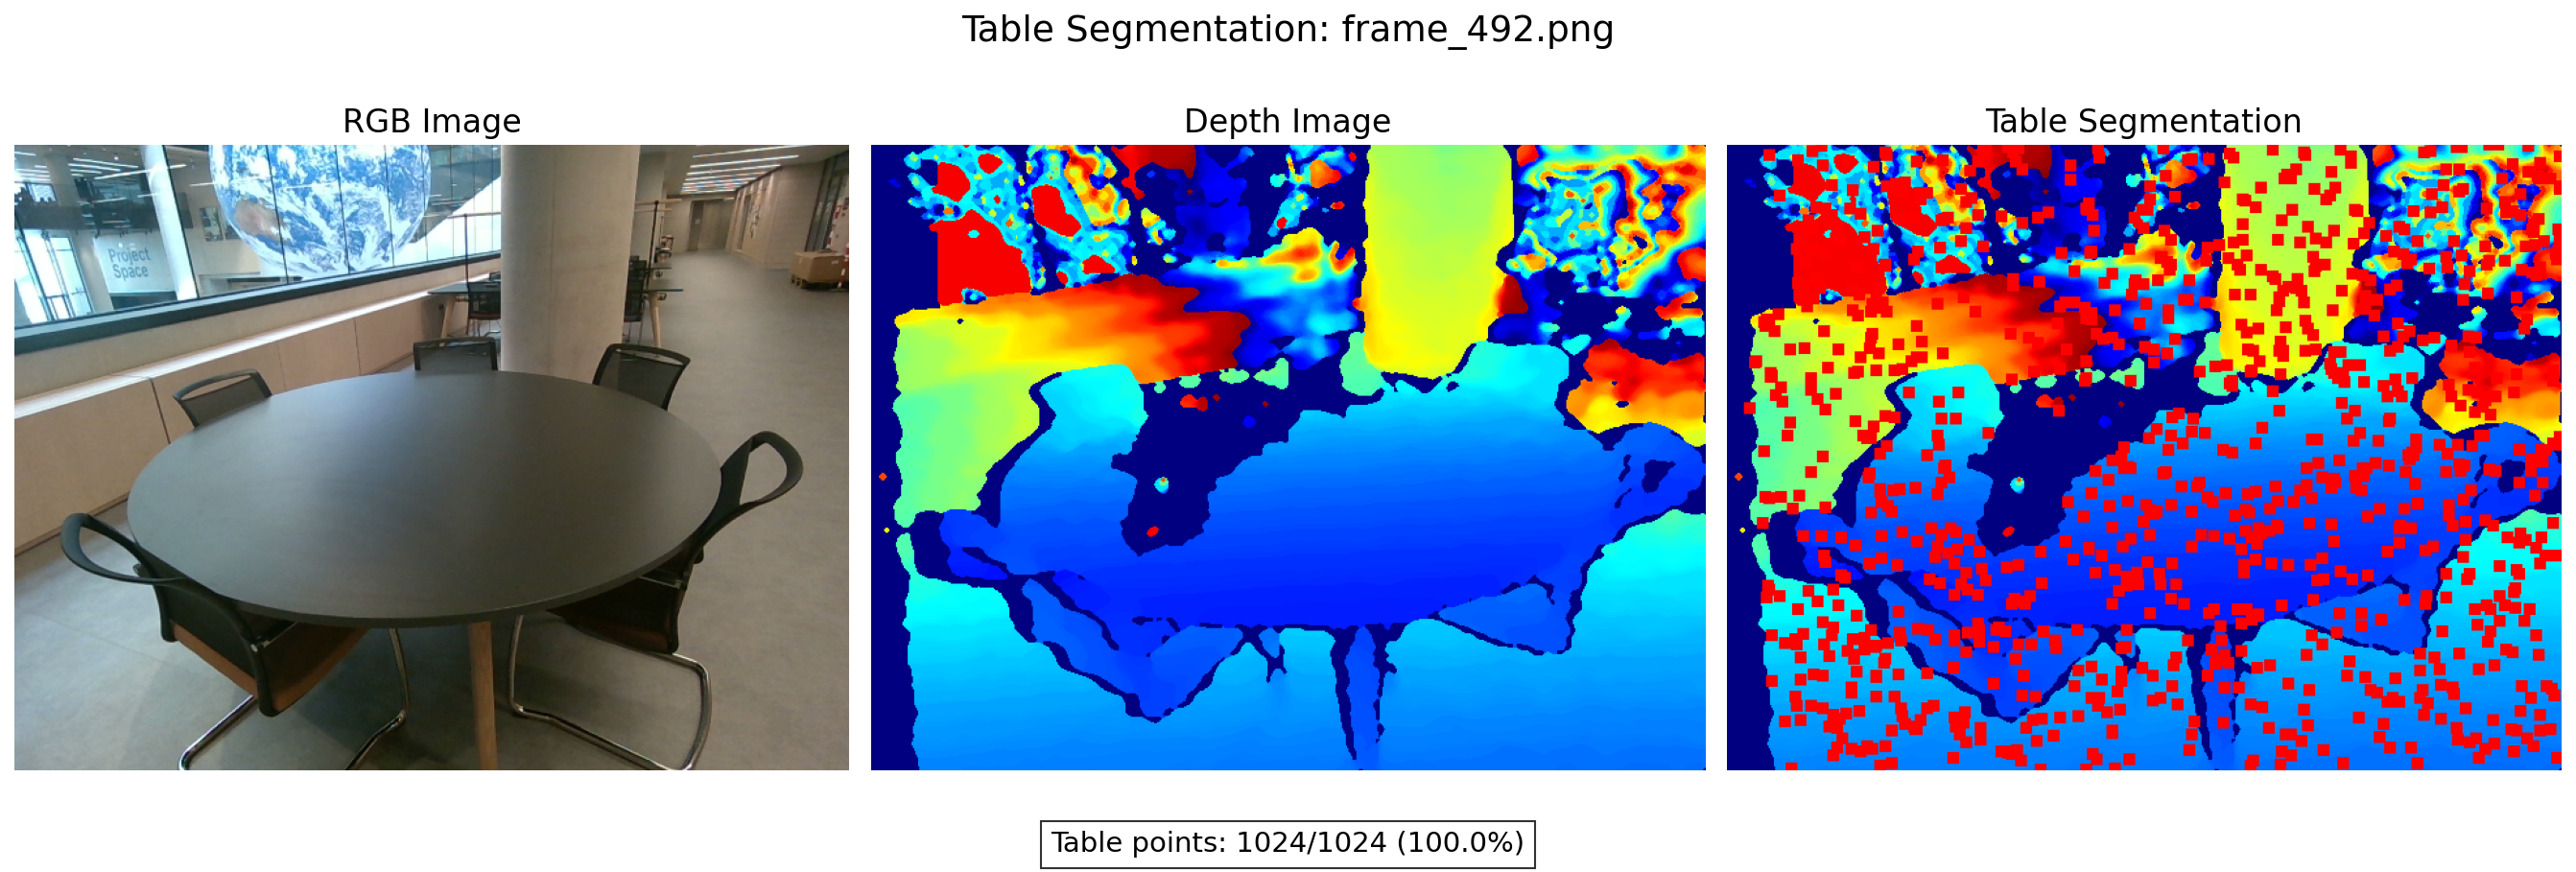 Table Segmentation: frame_492.png
RGB Image
Depth Image
Table Segmentation
Project
Space
Table points: 1024/1024 (100.0%)